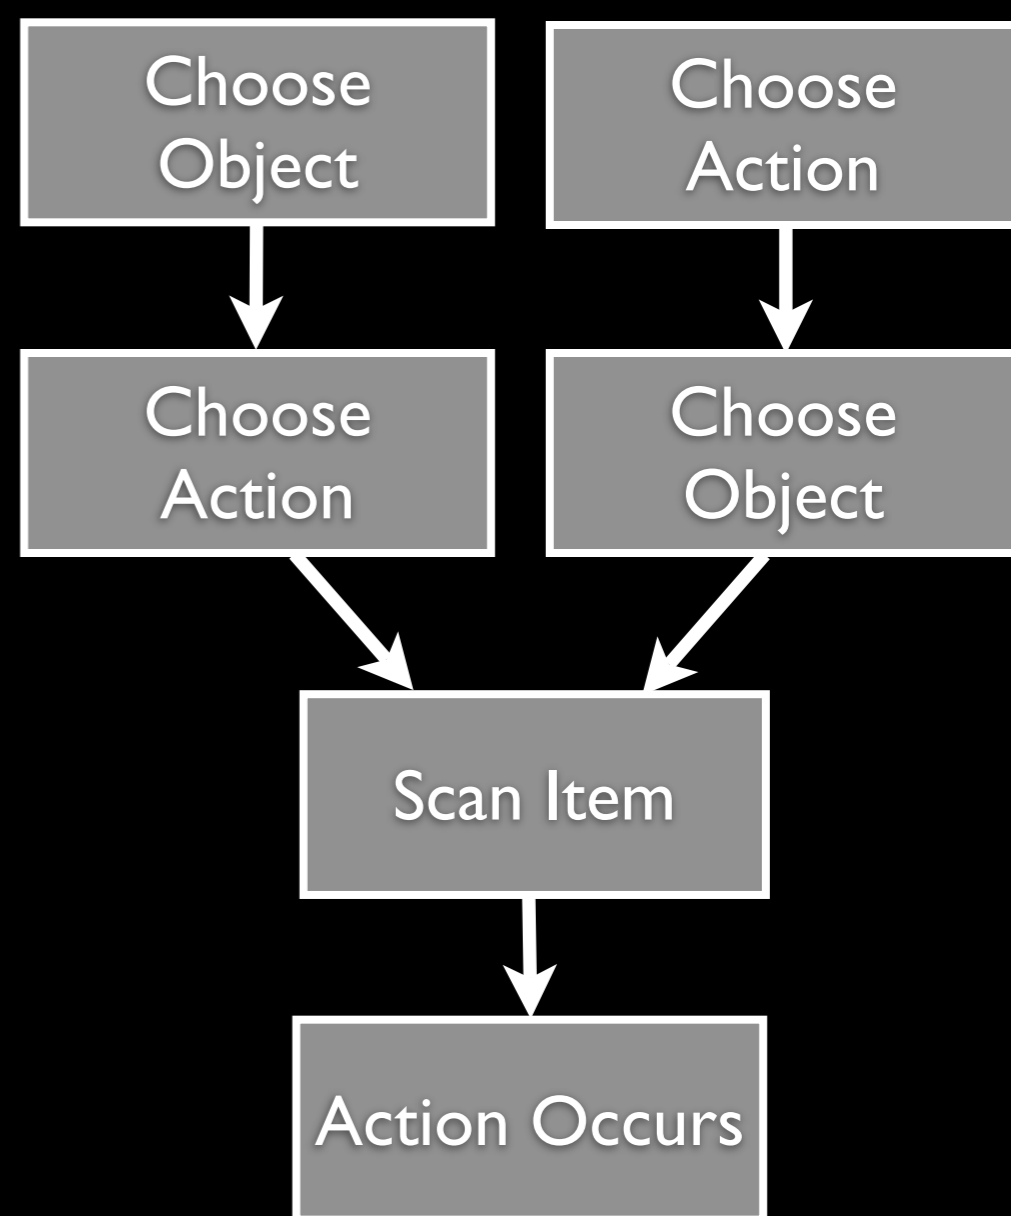 Choose
Object
Choose
Action
Choose
Action
Choose
Object
Scan Item
Action Occurs